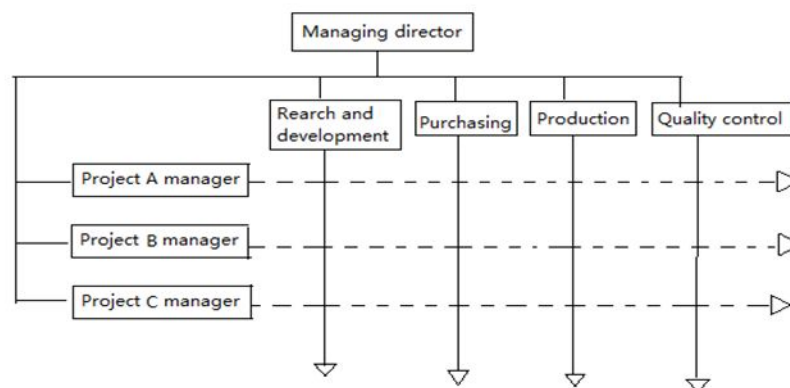 Managing director
Rearch and
development
Purchasing
Production
Quality control
Project A manager
Project B manager
Project C manager